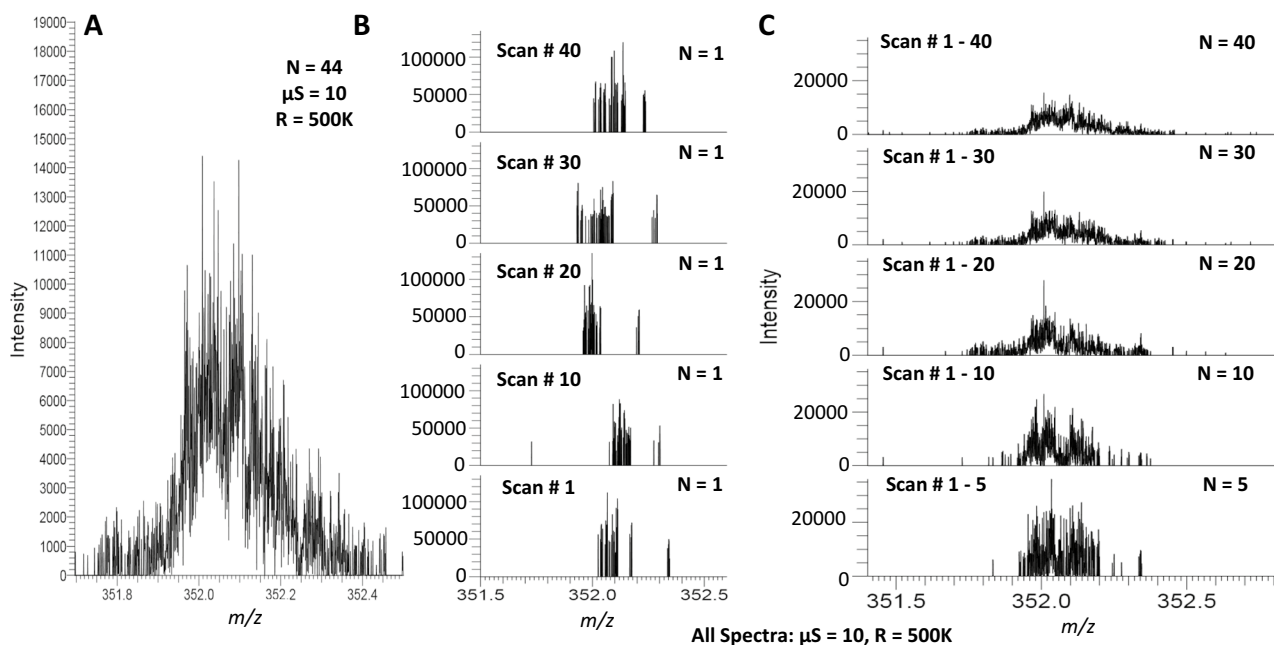 A
N = 44
µS = 10
R = 500K
19000
18000
17000
16000
15000
14000
13000
12000
11000
10000
9000
8000
7000
6000
5000
4000
3000
2000
1000
0
Intensity
351.8
352.0
352.2
352.4
m/z
B
Scan # 40
N = 1
100000
50000
0
Scan # 30
N = 1
100000
50000
0
Scan # 20
N = 1
100000
50000
0
Scan # 10
N = 1
100000
50000
0
Scan # 1
N = 1
100000
50000
0
351.5
352.0
352.5
m/z
C
Scan # 1 - 40
N = 40
20000
0
Scan # 1 - 30
N = 30
20000
0
Scan # 1 - 20
N = 20
20000
0
Intensity
Scan # 1 - 10
N = 10
20000
0
Scan # 1 - 5
N = 5
20000
0
351.5
352.0
352.5
m/z
All Spectra: µS = 10, R = 500K